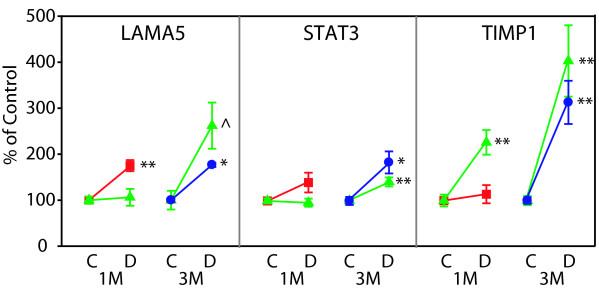 LAMA5 STAT3 TIMP1
% of Control
500
400
300
200
100
0
** ^ * * ** ** ** **
C D C D C D C D C D C D
1M 3M 1M 3M 1M 3M